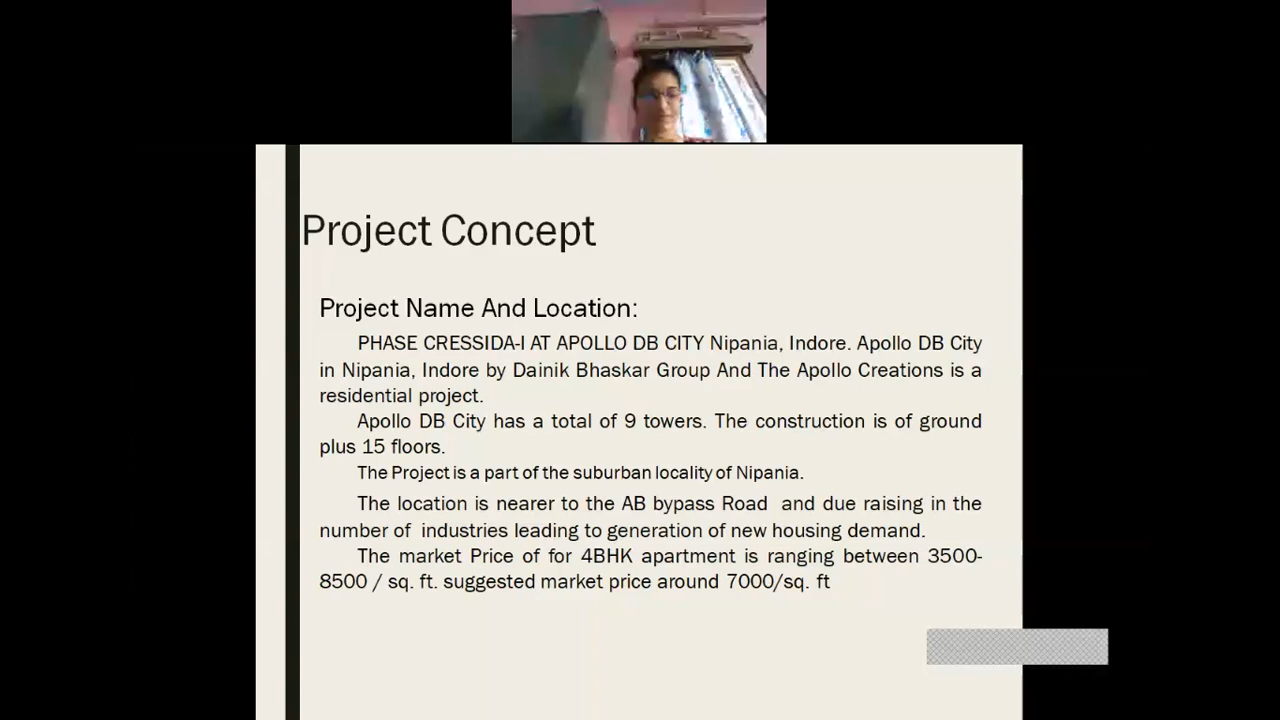 Project Concept
Project Name And Location:
PHASE CRESSIDA-I AT APOLLO DB CITY Nipania, Indore. Apollo DB City
in Nipania, Indore by Dainik Bhaskar Group And The Apollo Creations is a
residential project.
Apollo DB City has a total of 9 towers. The construction is of ground
plus 15 floors.
The Project is a part of the suburban locality of Nipania.
The location is nearer to the AB bypass Road and due raising in the
number of industries leading to generation of new housing demand.
The market Price of for 4BHK apartment is ranging between 3500-
8500 / sq. ft. suggested market price around 7000/sq. ft